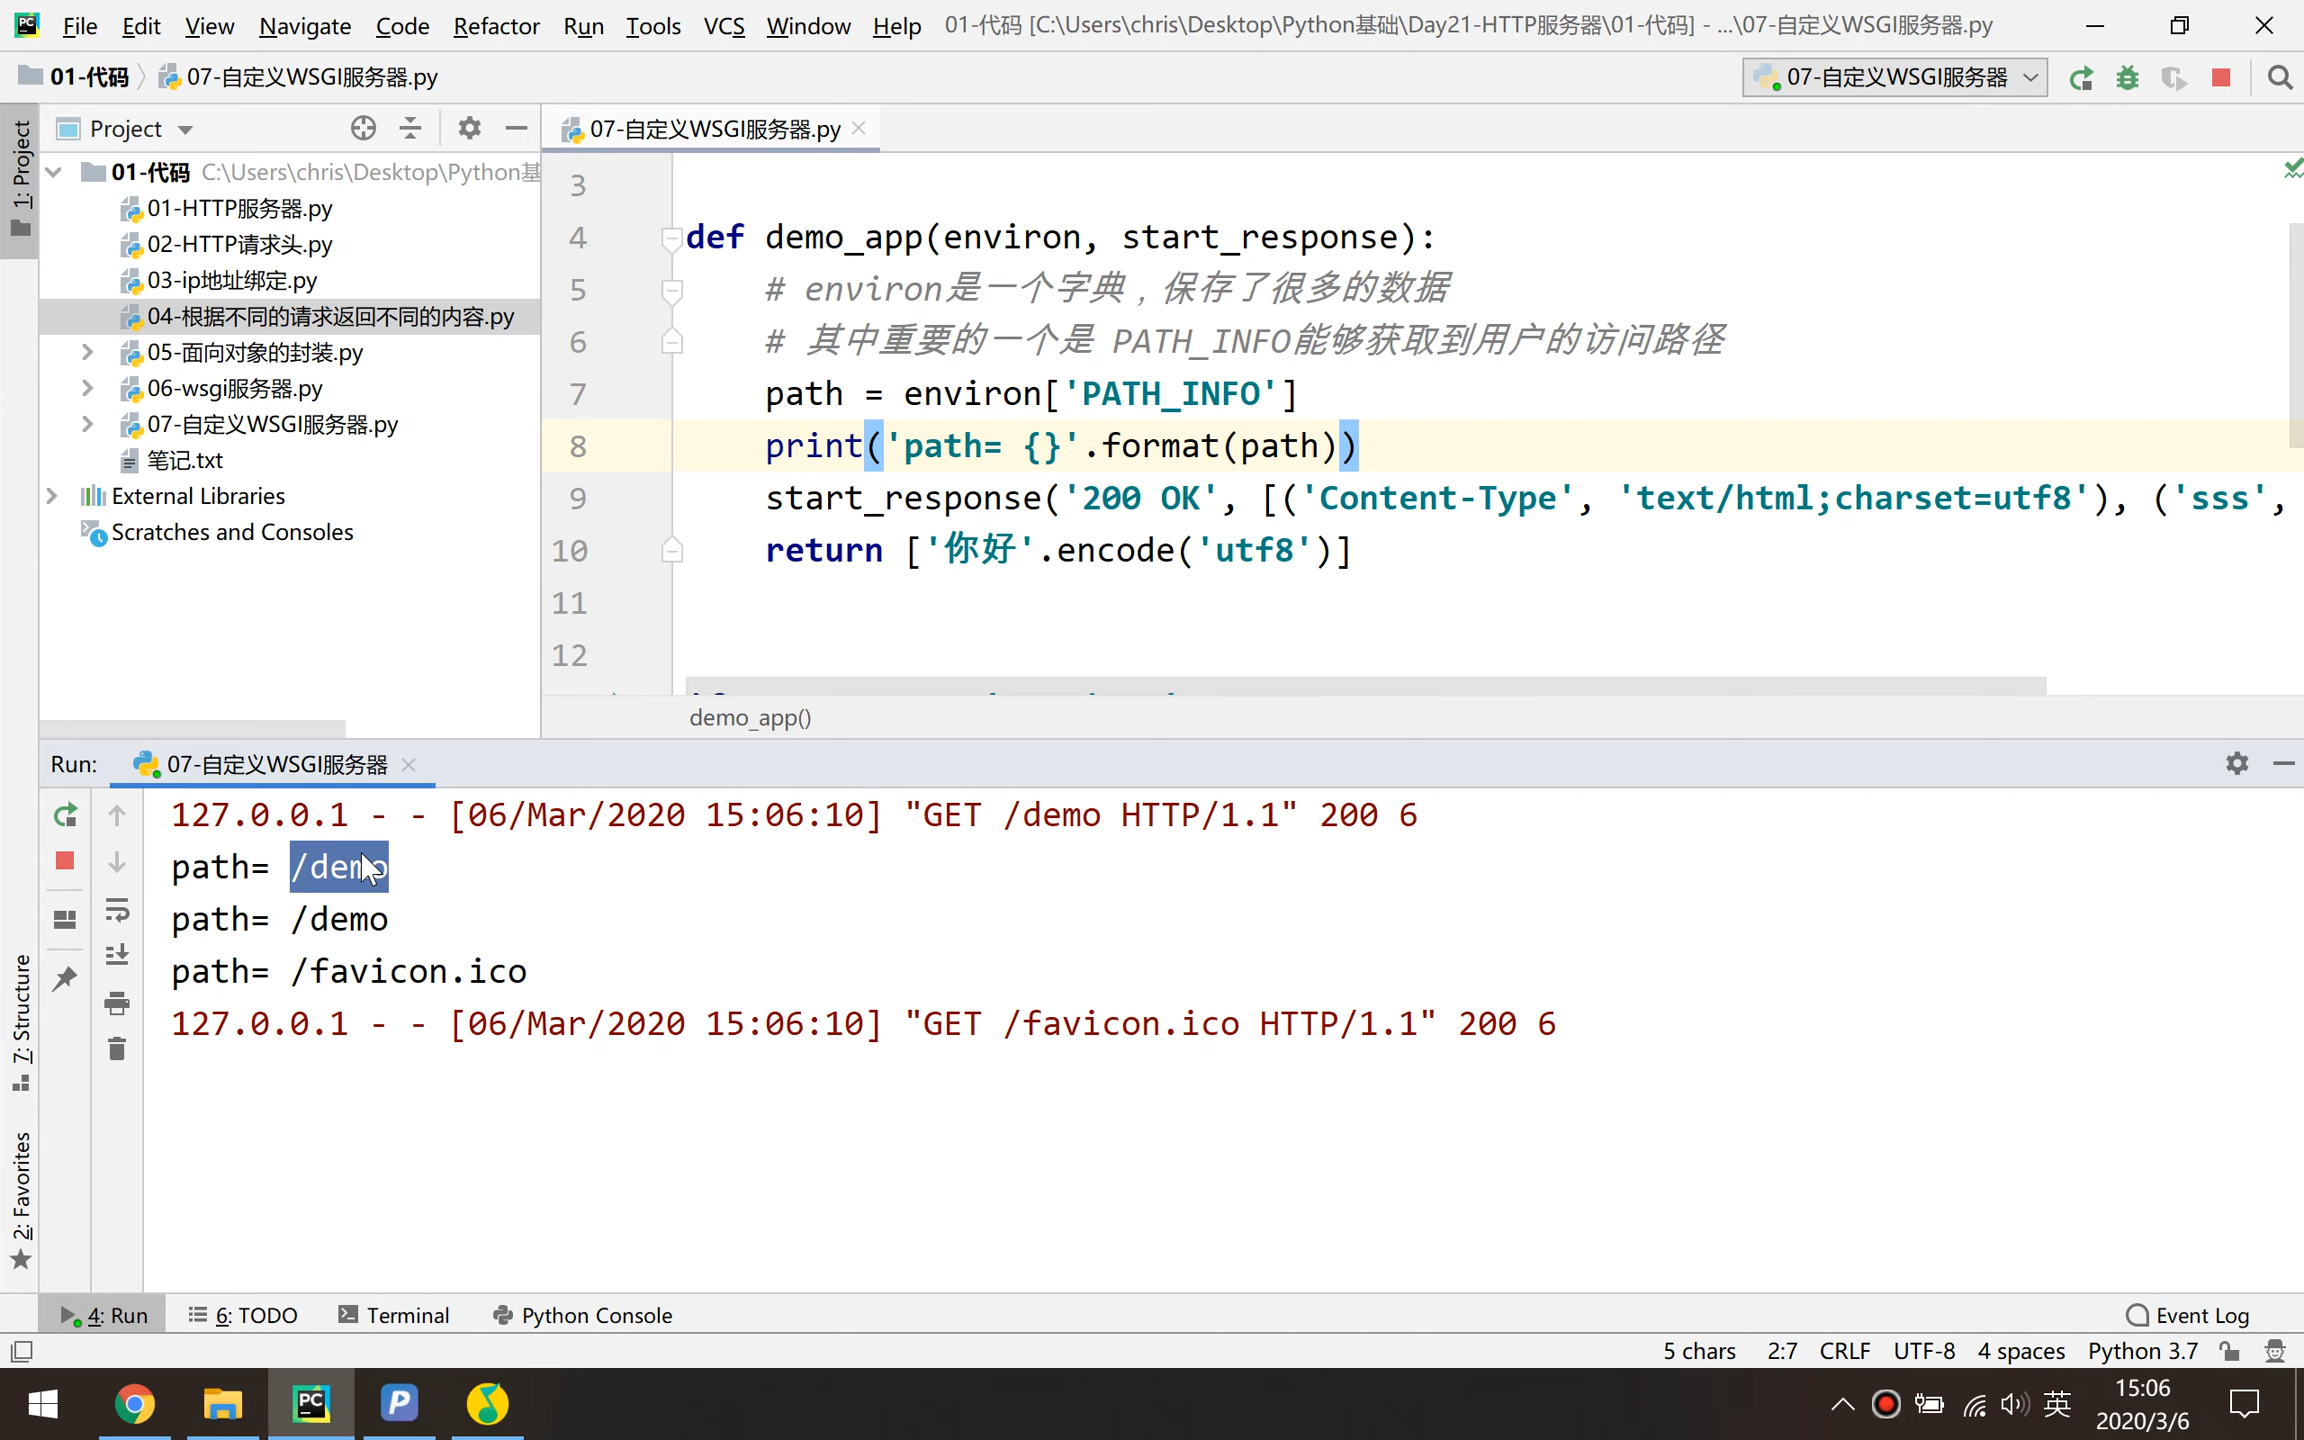 File Edit View Navigate Code Refactor Run Tools VCS Window Help 01-代码 [C:\Users\chris\Desktop\Python基础\Day21-HTTP服务器\01-代码] - ...\07-自定义WSGI服务器.py
01-代码 07-自定义WSGI服务器.py
07-自定义WSGI服务器
1: Project
Project
07-自定义WSGI服务器.py
01-代码 C:\Users\chris\Desktop\Python基
01-HTTP服务器.py
02-HTTP请求头.py
03-ip地址绑定.py
04-根据不同的请求返回不同的内容.py
05-面向对象的封装.py
06-wsgi服务器.py
07-自定义WSGI服务器.py
笔记.txt
External Libraries
Scratches and Consoles
3
4 def demo_app(environ, start_response):
5 # environ是一个字典，保存了很多的数据
6 # 其中重要的一个是 PATH_INFO能够获取到用户的访问路径
7 path = environ['PATH_INFO']
8 print('path= {}'.format(path))
9 start_response('200 OK', [('Content-Type', 'text/html;charset=utf8'), ('sss',
10 return ['你好'.encode('utf8')]
11
12
demo_app()
Run: 07-自定义WSGI服务器
127.0.0.1 - - [06/Mar/2020 15:06:10] "GET /demo HTTP/1.1" 200 6
path= /demo
path= /demo
path= /favicon.ico
127.0.0.1 - - [06/Mar/2020 15:06:10] "GET /favicon.ico HTTP/1.1" 200 6
7: Structure
2: Favorites
4: Run 6: TODO Terminal Python Console Event Log
5 chars 2:7 CRLF UTF-8 4 spaces Python 3.7
英
15:06
2020/3/6